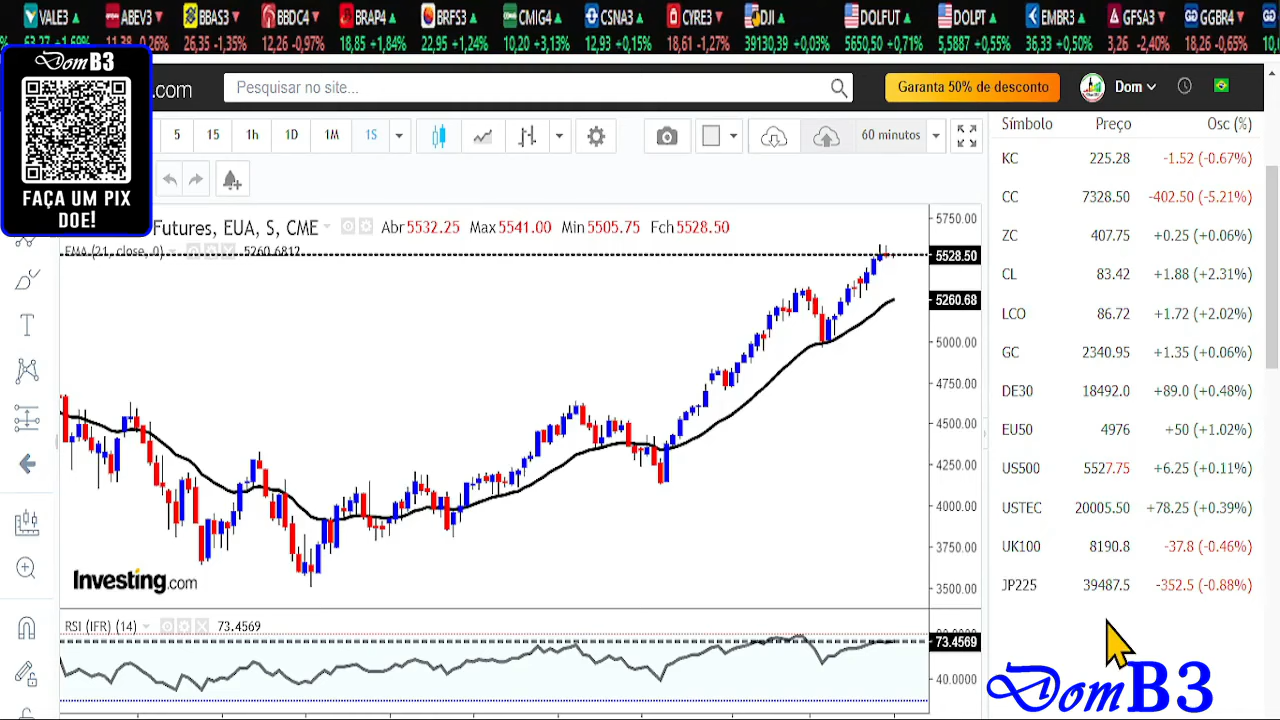 VALE3 ABEV3 BBAS3 BBDC4 BRAP4 BRFS3 CMIG4 CSNA3 CYRE3 DJI DOLFUT DOLPT EMBR3 GGBR4
63,27 +1,69% 11,38 -0,26% 26,35 -1,35% 12,26 -0,97% 18,85 +1,84% 22,95 +1,24% 10,20 +3,13% 12,93 +0,15% 18,61 -1,27% 39130,39 +0,03% 5650,50 +0,71% 5,5887 +0,55% 36,33 +0,50% -2,40% 18,26 -0,65%
DomB3
FAÇA UM PIX
DOE!
.com
Pesquisar no site...
Garanta 50% de desconto
Dom
5 15 1h 1D 1M 1S
60 minutos
Futures, EUA, S, CME Abr 5532.25 Max 5541.00 Min 5505.75 Fch 5528.50
EMA (21, close, 0) 5260.6812
5750.00
5528.50
5260.68
5000.00
4750.00
4500.00
4250.00
4000.00
3750.00
3500.00
Investing.com
RSI (IFR) (14) 73.4569
73.4569
40.0000
Símbolo Preço Osc (%)
KC 225.28 -1.52 (-0.67%)
CC 7320.50 -402.50 (-5.21%)
ZC 407.75 +0.25 (+0.06%)
CL 83.42 +1.88 (+2.31%)
LCO 86.72 +1.72 (+2.02%)
GC 2340.95 +1.35 (+0.06%)
DE30 18492.0 +89.0 (+0.48%)
EU50 4976 +50 (+1.02%)
US500 5527.73 +6.25 (+0.11%)
USTEC 20090.50 +78.25 (+0.39%)
UK100 8190.8 -37.8 (-0.46%)
JP225 39487.5 -352.5 (-0.88%)
DomB3